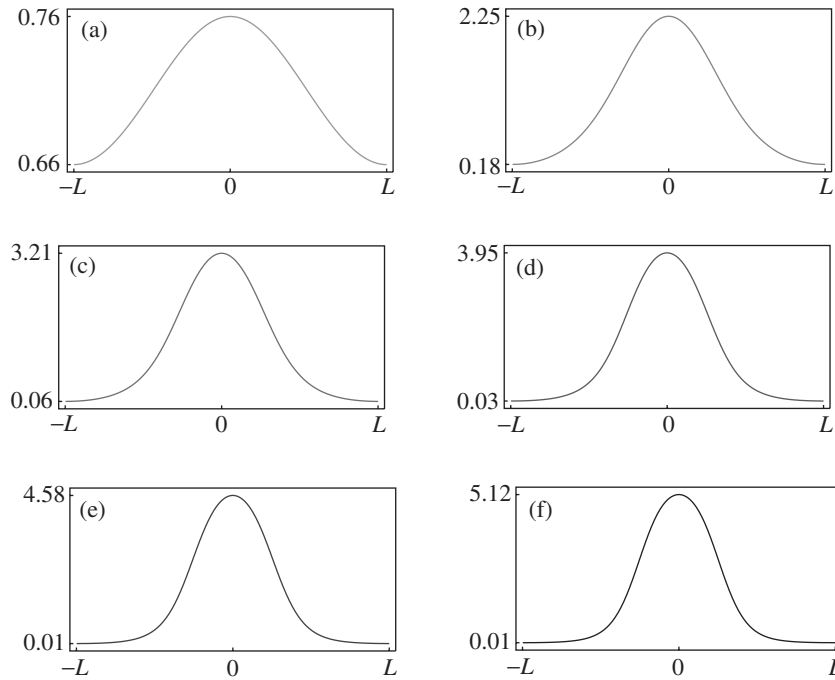 0.76
(a)
0.66
−L 0 L
2.25
(b)
0.18
−L 0 L
3.21
(c)
0.06
−L 0 L
3.95
(d)
0.03
−L 0 L
4.58
(e)
0.01
−L 0 L
5.12
(f)
0.01
−L 0 L